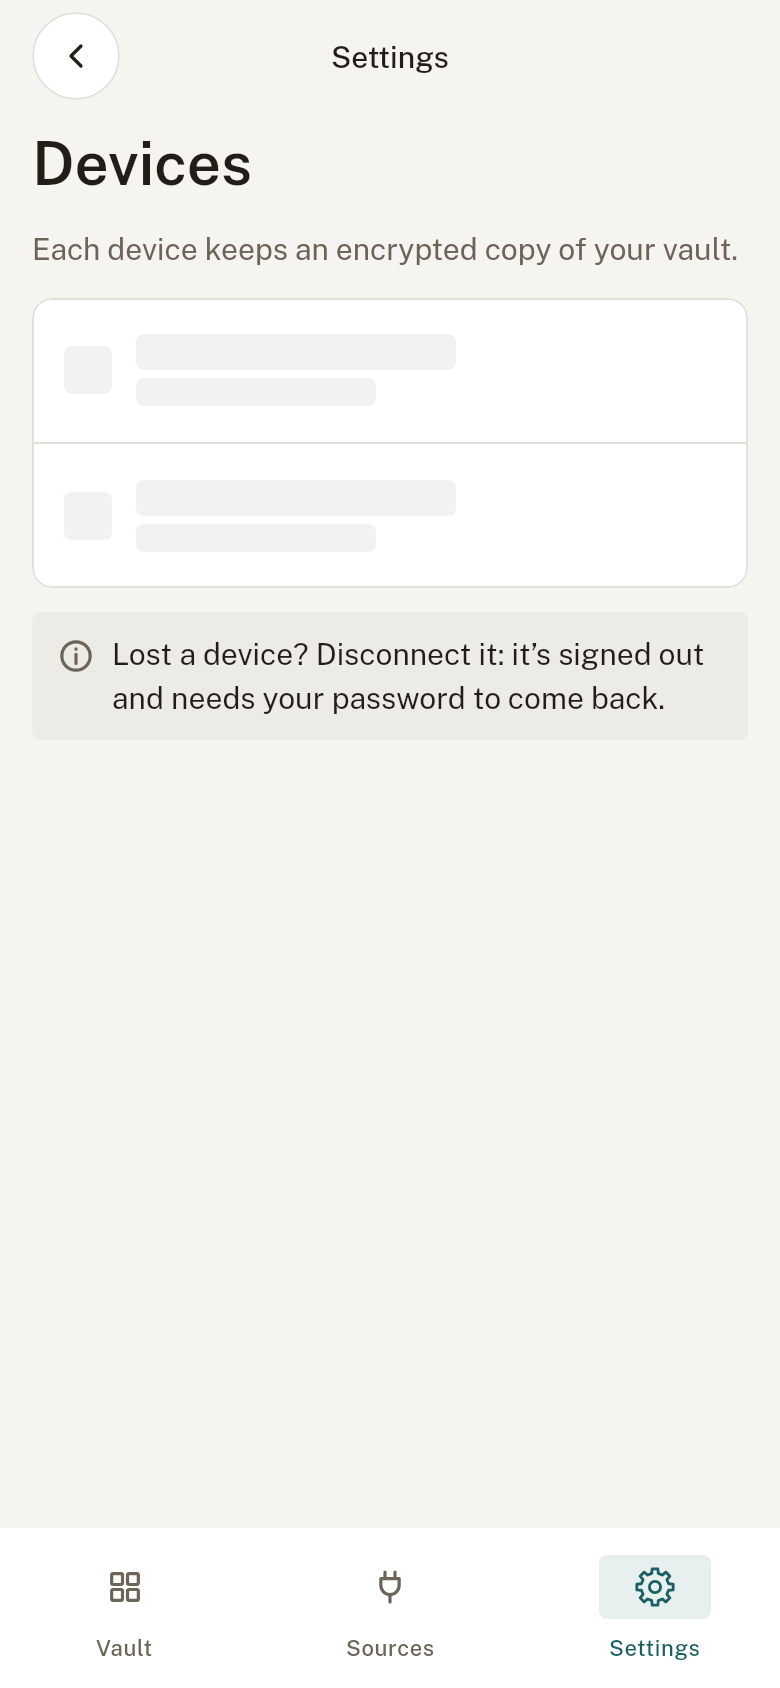 Settings
Devices
Each device keeps an encrypted copy of your vault.
Lost a device? Disconnect it: it’s signed out
and needs your password to come back.
Vault
Sources
Settings